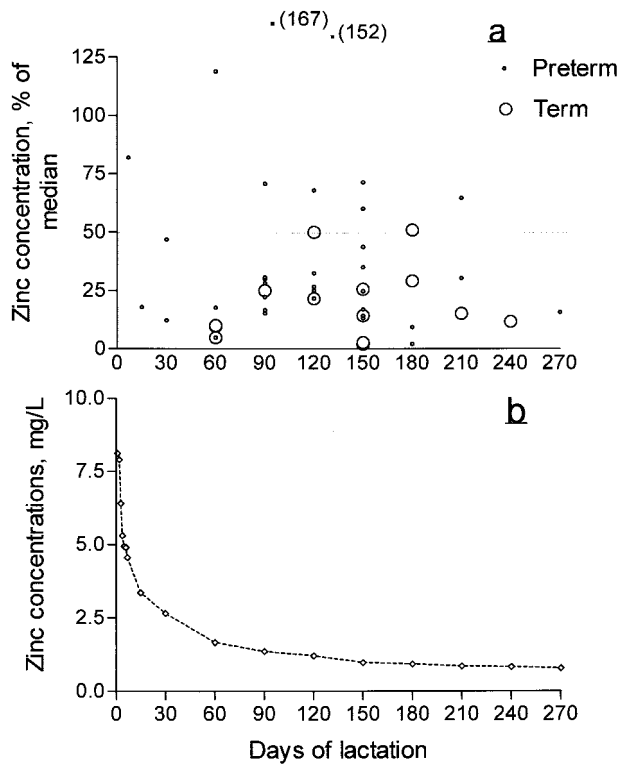 .(167)
.(152)
a
Preterm
Term
Zinc concentration, % of
median
125
100
75
50
25
0
0 30 60 90 120 150 180 210 240 270
b
Zinc concentrations, mg/L
10.0
7.5
5.0
2.5
0.0
0 30 60 90 120 150 180 210 240 270
Days of lactation